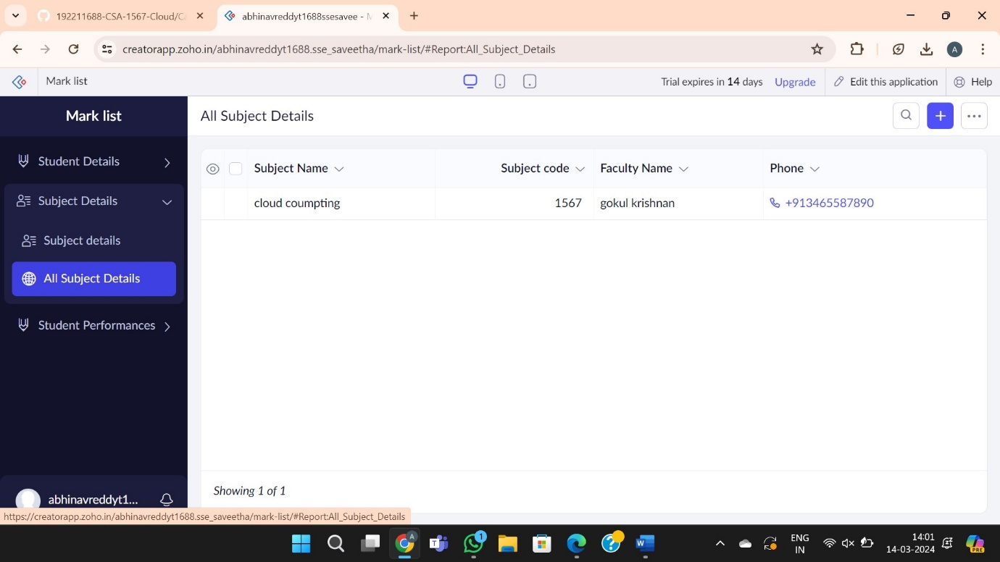 192211688-CSA-1567-Cloud/Ca
abhinavreddyt1688ssesavee - M
creatorapp.zoho.in/abhinavreddyt1688.sse_saveetha/mark-list/#Report:All_Subject_Details
A
Mark list
Trial expires in 14 days
Upgrade
Edit this application
Help
Mark list
All Subject Details
Student Details
Subject Details
Subject details
All Subject Details
Student Performances
Subject Name
Subject code
Faculty Name
Phone
cloud coumpting
1567
gokul krishnan
+913465587890
Showing 1 of 1
abhinavreddyt1...
https://creatorapp.zoho.in/abhinavreddyt1688.sse_saveetha/mark-list/#Report:All_Subject_Details
A
T
1
?
W
ENG
IN
14:01
14-03-2024
PRE